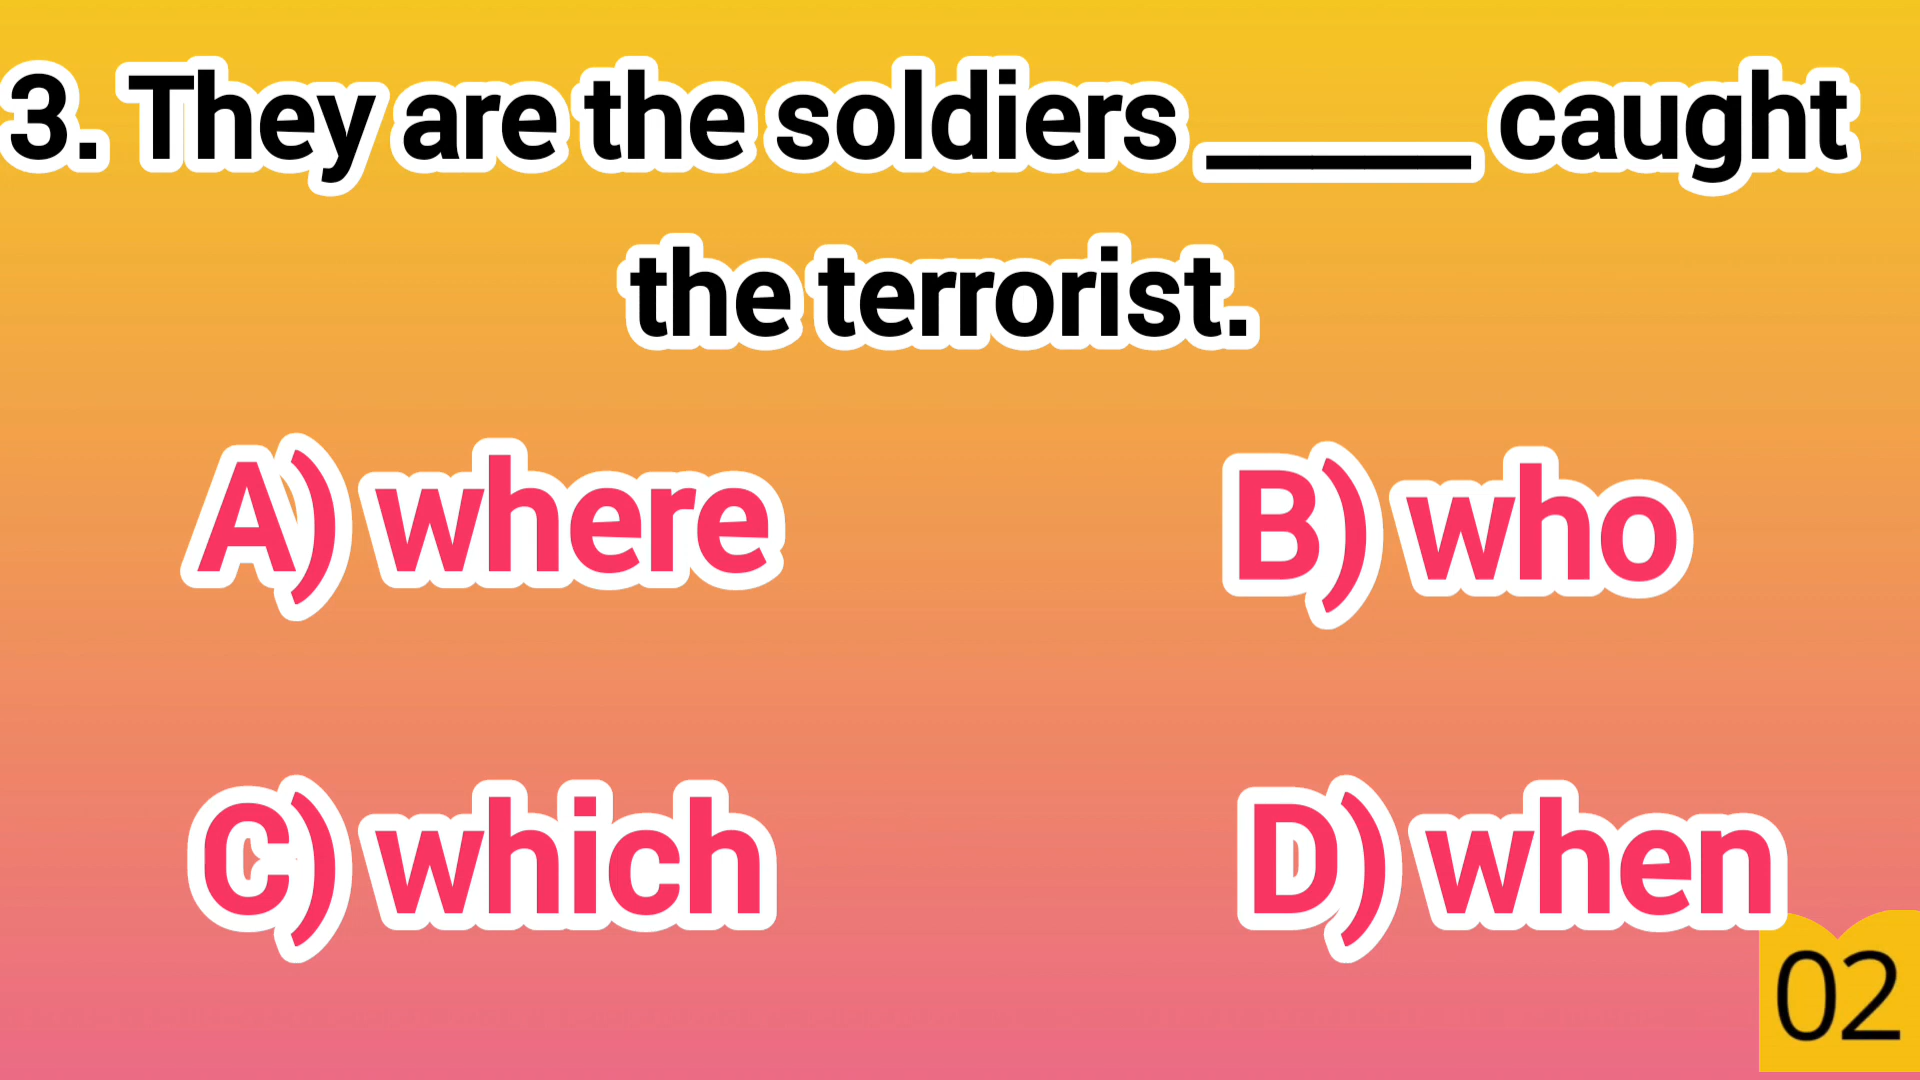 3. They are the soldiers _____ caught
the terrorist.
A) where
B) who
C) which
D) when
02